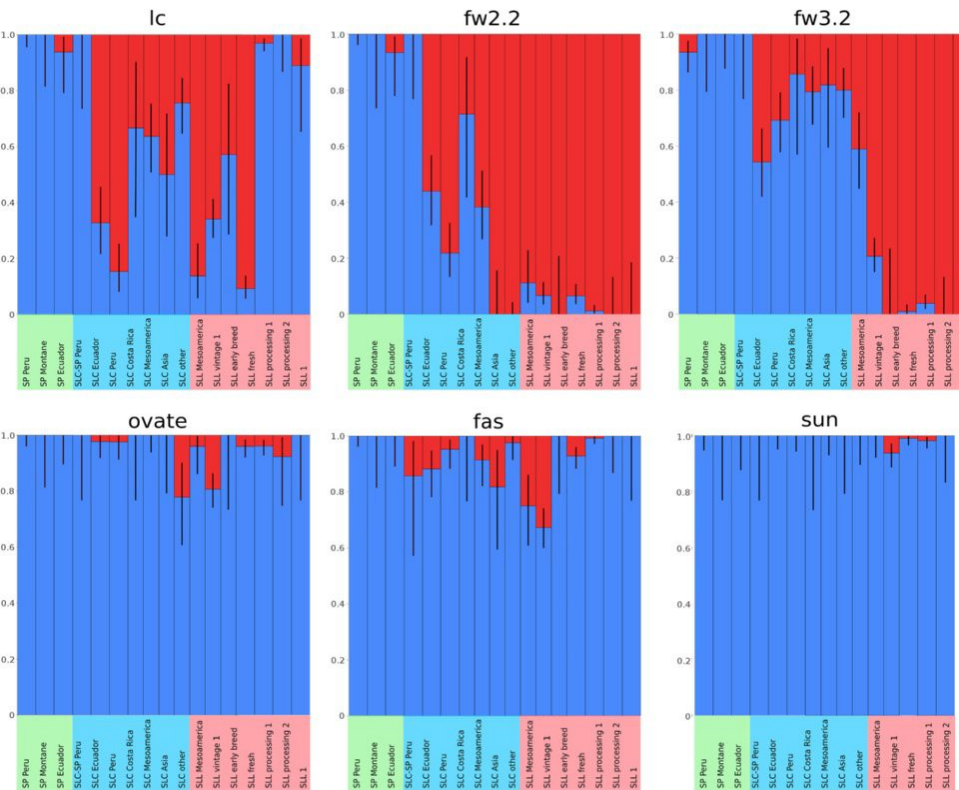 lc
1.0
0.8
0.6
0.4
0.2
0
SP Peru
SP Montane
SP Ecuador
SLC-SP Peru
SLC Ecuador
SLC Peru
SLC Costa Rica
SLC Mesoamerica
SLC Asia
SLC other
SLL Mesoamerica
SLL vintage 1
SLL early breed
SLL fresh
SLL processing 1
SLL processing 2
SLL 1
fw2.2
1.0
0.8
0.6
0.4
0.2
0
SP Peru
SP Montane
SP Ecuador
SLC-SP Peru
SLC Ecuador
SLC Peru
SLC Costa Rica
SLC Mesoamerica
SLC Asia
SLC other
SLL Mesoamerica
SLL vintage 1
SLL early breed
SLL fresh
SLL processing 1
SLL processing 2
SLL 1
fw3.2
1.0
0.8
0.6
0.4
0.2
0
SP Peru
SP Montane
SP Ecuador
SLC-SP Peru
SLC Ecuador
SLC Peru
SLC Costa Rica
SLC Mesoamerica
SLC Asia
SLC other
SLL Mesoamerica
SLL vintage 1
SLL early breed
SLL fresh
SLL processing 1
SLL processing 2
ovate
1.0
0.8
0.6
0.4
0.2
0
SP Peru
SP Montane
SP Ecuador
SLC-SP Peru
SLC Ecuador
SLC Peru
SLC Costa Rica
SLC Mesoamerica
SLC Asia
SLC other
SLL Mesoamerica
SLL vintage 1
SLL early breed
SLL fresh
SLL processing 1
SLL processing 2
SLL 1
fas
1.0
0.8
0.6
0.4
0.2
0
SP Peru
SP Montane
SP Ecuador
SLC-SP Peru
SLC Ecuador
SLC Peru
SLC Costa Rica
SLC Mesoamerica
SLC Asia
SLC other
SLL Mesoamerica
SLL vintage 1
SLL early breed
SLL fresh
SLL processing 1
SLL processing 2
SLL 1
sun
1.0
0.8
0.6
0.4
0.2
0
SP Peru
SP Montane
SP Ecuador
SLC-SP Peru
SLC Ecuador
SLC Peru
SLC Costa Rica
SLC Mesoamerica
SLC Asia
SLC other
SLL Mesoamerica
SLL vintage 1
SLL fresh
SLL processing 1
SLL processing 2